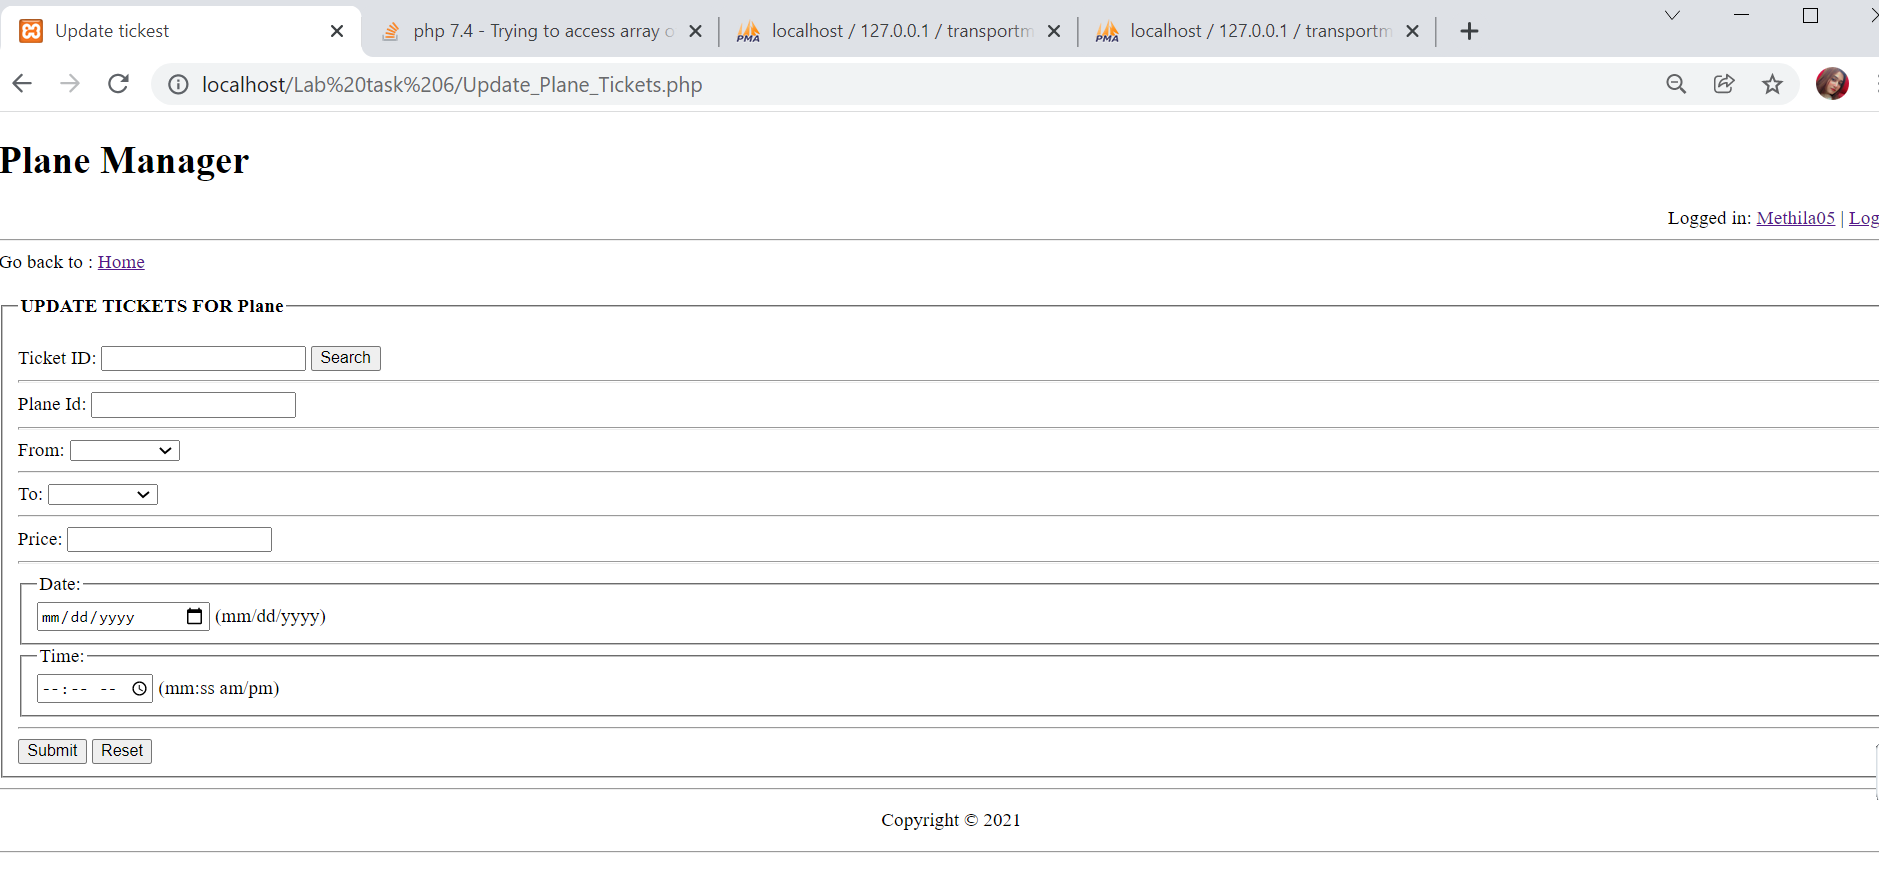 Update tickest
php 7.4 - Trying to access array o
localhost / 127.0.0.1 / transportm
localhost / 127.0.0.1 / transportm
localhost/Lab%20task%206/Update_Plane_Tickets.php
Plane Manager
Logged in: Methila05 | Log
Go back to : Home
UPDATE TICKETS FOR Plane
Ticket ID: Search
Plane Id:
From:
To:
Price:
Date:
mm/dd/yyyy (mm/dd/yyyy)
Time:
--:-- -- (mm:ss am/pm)
Submit Reset
Copyright © 2021